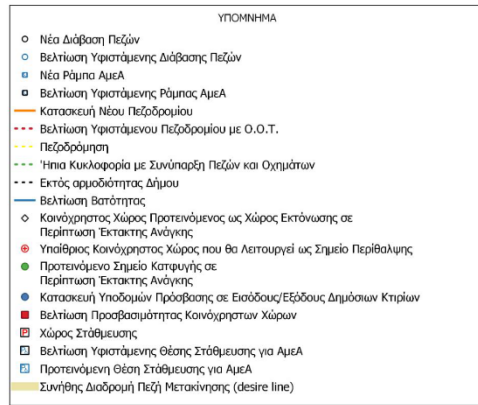 ΥΠΟΜΝΗΜΑ
Νέα Διάβαση Πεζών
Βελτίωση Υφιστάμενης Διάβασης Πεζών
Νέα Ράμπα ΑμεΑ
Βελτίωση Υφιστάμενης Ράμπας ΑμεΑ
Κατασκευή Νέου Πεζοδρομίου
Βελτίωση Υφιστάμενου Πεζοδρομίου με Ο.Ο.Τ.
Πεζοδρόμηση
Ήπια Κυκλοφορία με Συνύπαρξη Πεζών και Οχημάτων
Εκτός αρμοδιότητας Δήμου
Βελτίωση Βατότητας
Κοινόχρηστος Χώρος Προτεινόμενος ως Χώρος Εκτόνωσης σε
Περίπτωση Έκτακτης Ανάγκης
Υπαίθριος Κοινόχρηστος Χώρος που θα Λειτουργεί ως Σημείο Περίθαλψης
Προτεινόμενο Σημείο Κατφυγής σε
Περίπτωση Έκτακτης Ανάγκης
Κατασκευή Υποδομών Πρόσβασης σε Εισόδους/Εξόδους Δημόσιων Κτιρίων
Βελτίωση Προσβασιμότητας Κοινόχρηστων Χώρων
P Χώρος Στάθμευσης
Βελτίωση Υφιστάμενης Θέσης Στάθμευσης για ΑμεΑ
Προτεινόμενη Θέση Στάθμευσης για ΑμεΑ
Συνήθης Διαδρομή Πεζή Μετακίνησης (desire line)